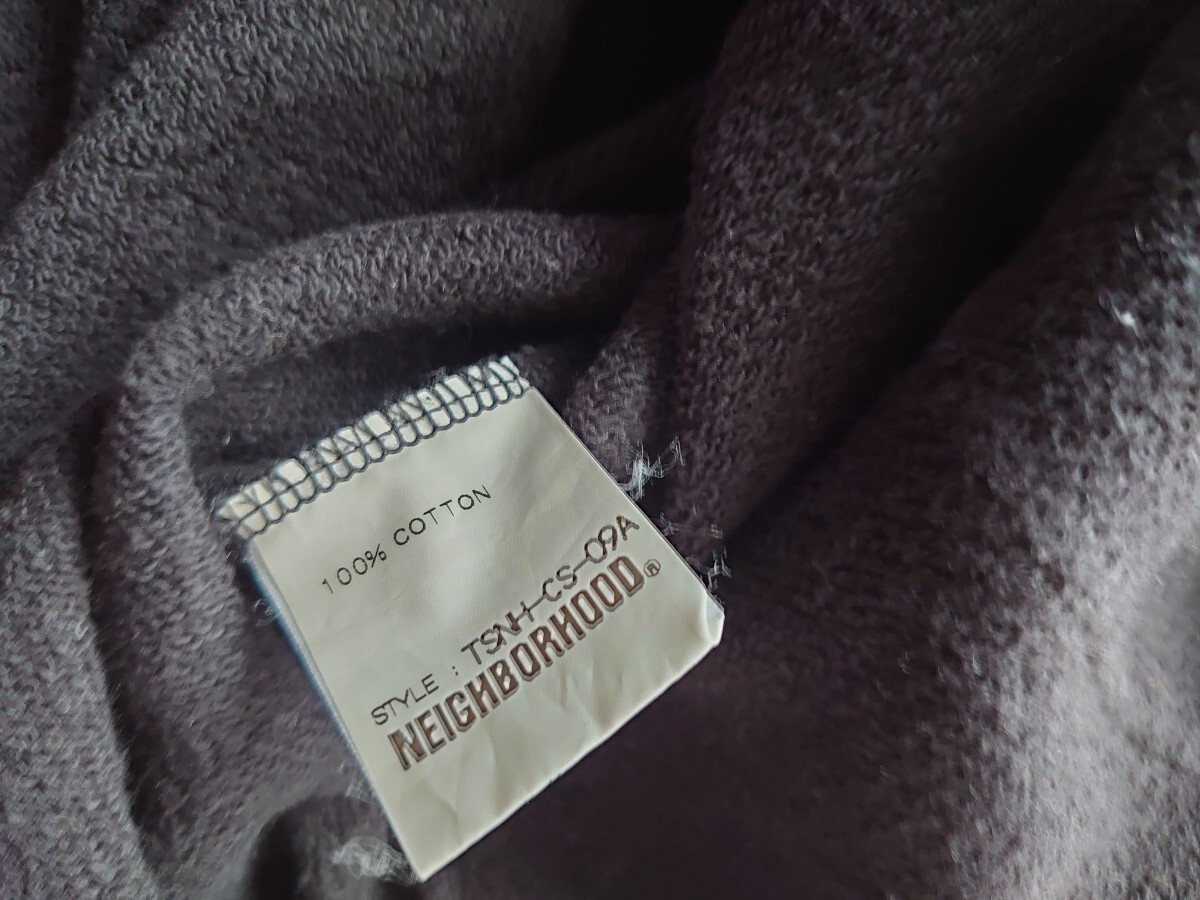 100% COTTON
STYLE : TSNH-CS-09A
NEIGHBORHOOD®